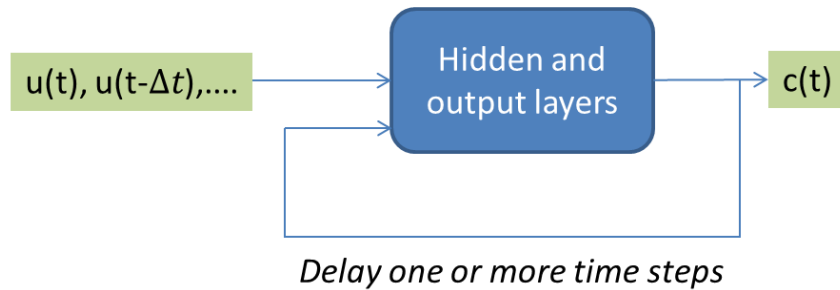 u(t), u(t-Δt),....
Hidden and
output layers
c(t)
Delay one or more time steps